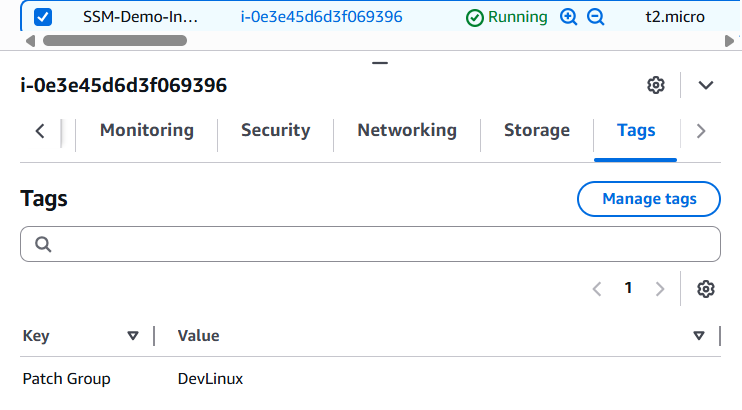 SSM-Demo-In... i-0e3e45d6d3f069396 Running t2.micro
i-0e3e45d6d3f069396
Monitoring Security Networking Storage Tags
Tags Manage tags
1
Key Value
Patch Group DevLinux